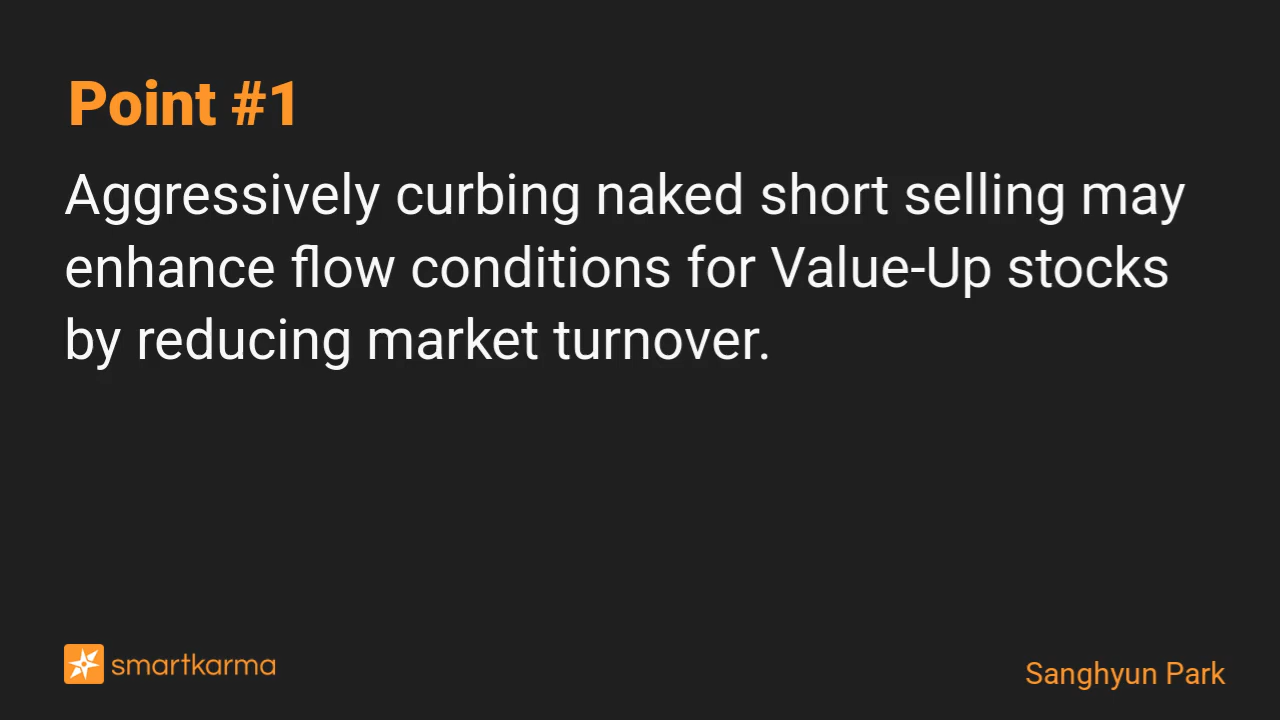 Point #1
Aggressively curbing naked short selling may
enhance flow conditions for Value-Up stocks
by reducing market turnover.
smartkarma
Sanghyun Park